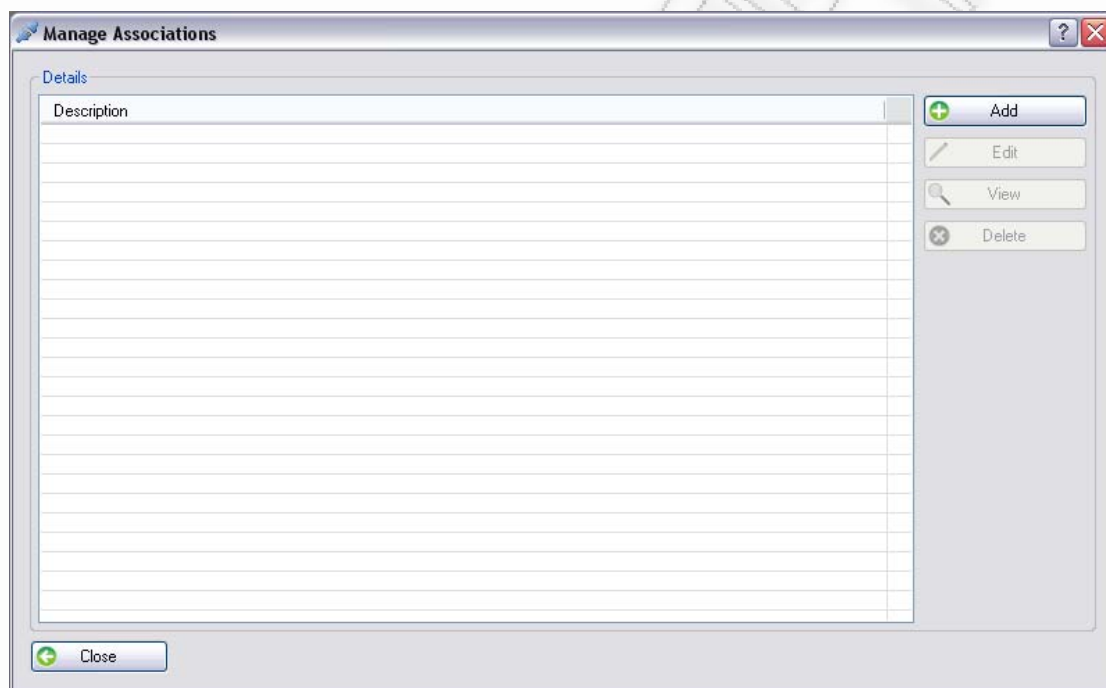 Manage Associations
?
Details
Description
Add
Edit
View
Delete
Close